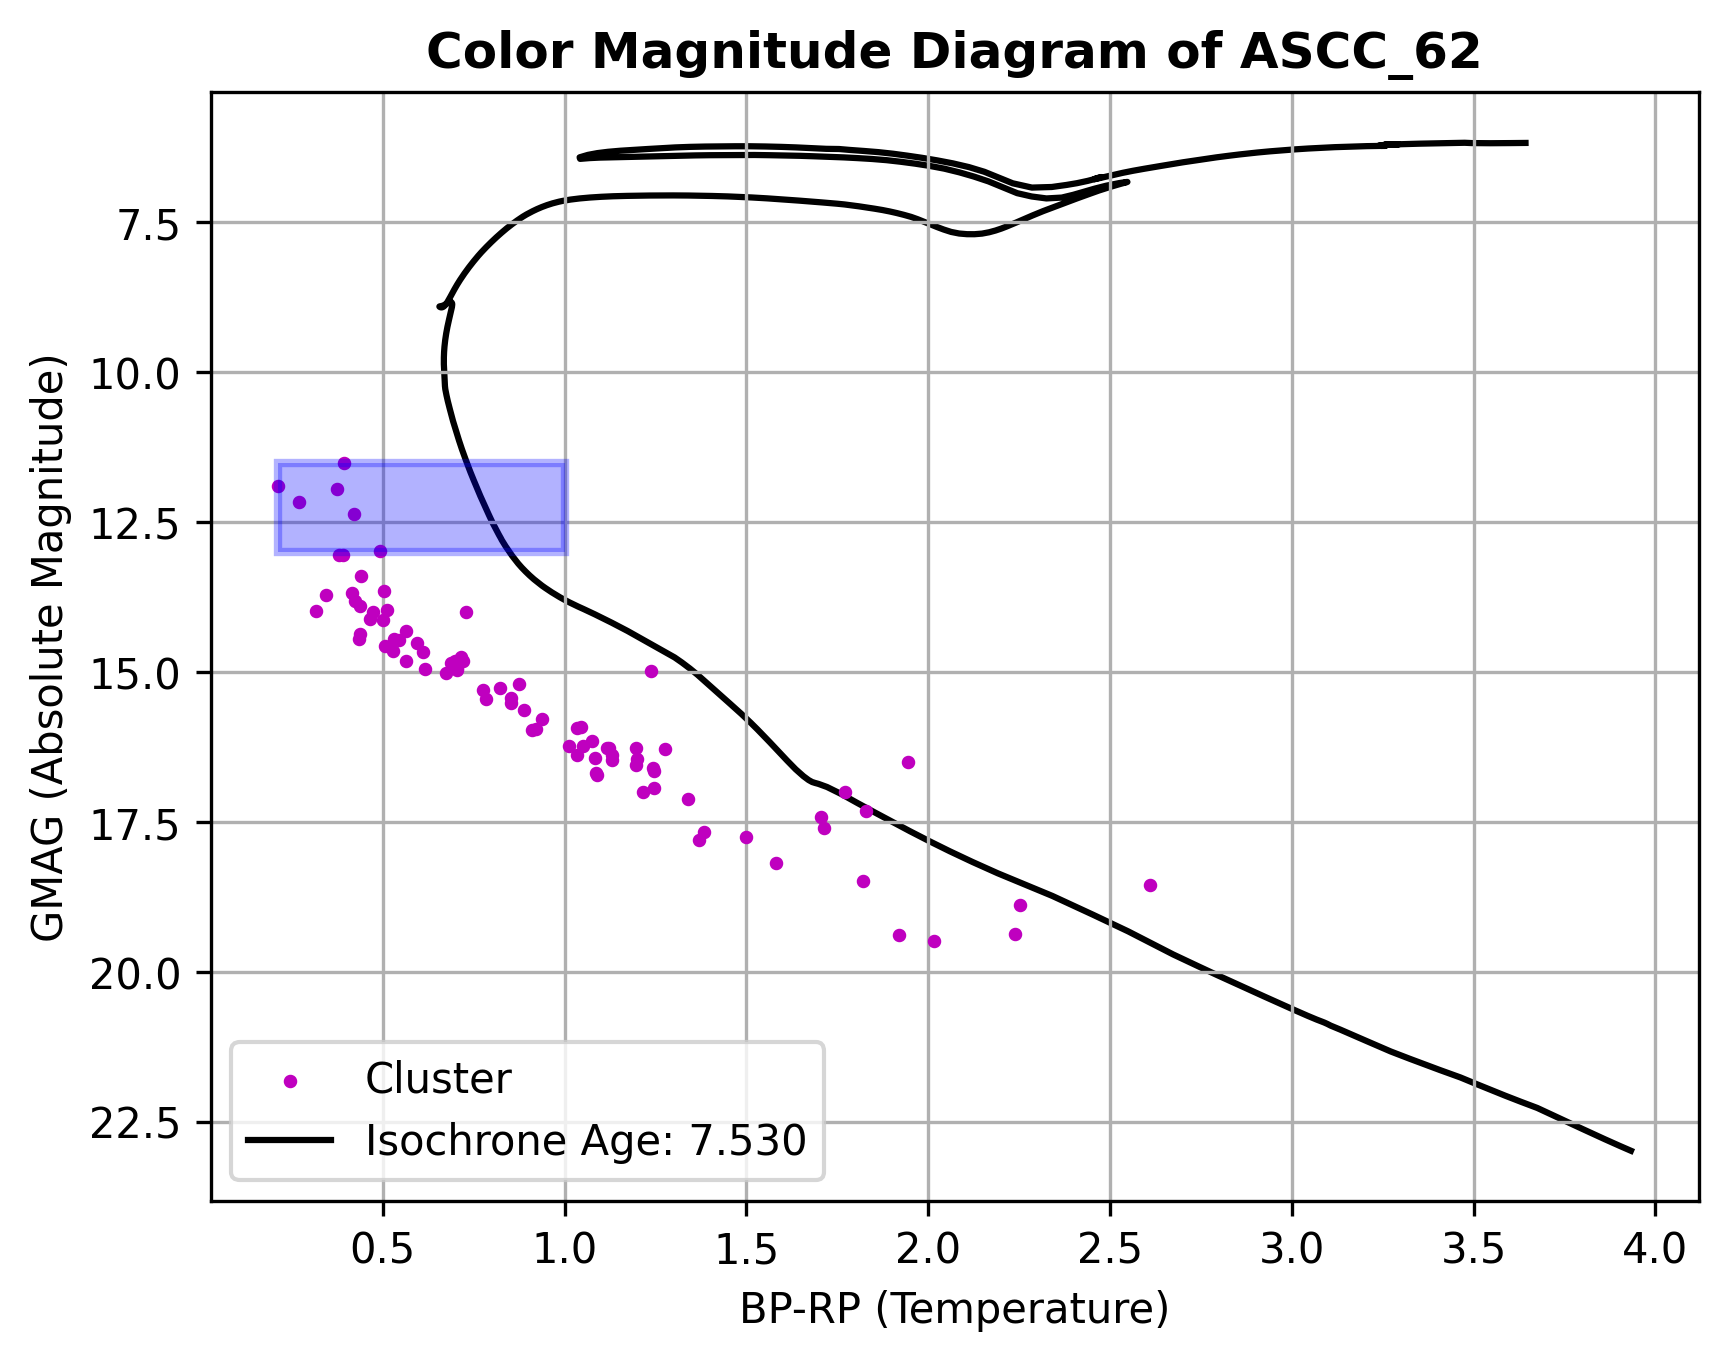 Color Magnitude Diagram of ASCC_62
GMAG (Absolute Magnitude)
7.5
10.0
12.5
15.0
17.5
20.0
22.5
Cluster
Isochrone Age: 7.530
0.5 1.0 1.5 2.0 2.5 3.0 3.5 4.0
BP-RP (Temperature)